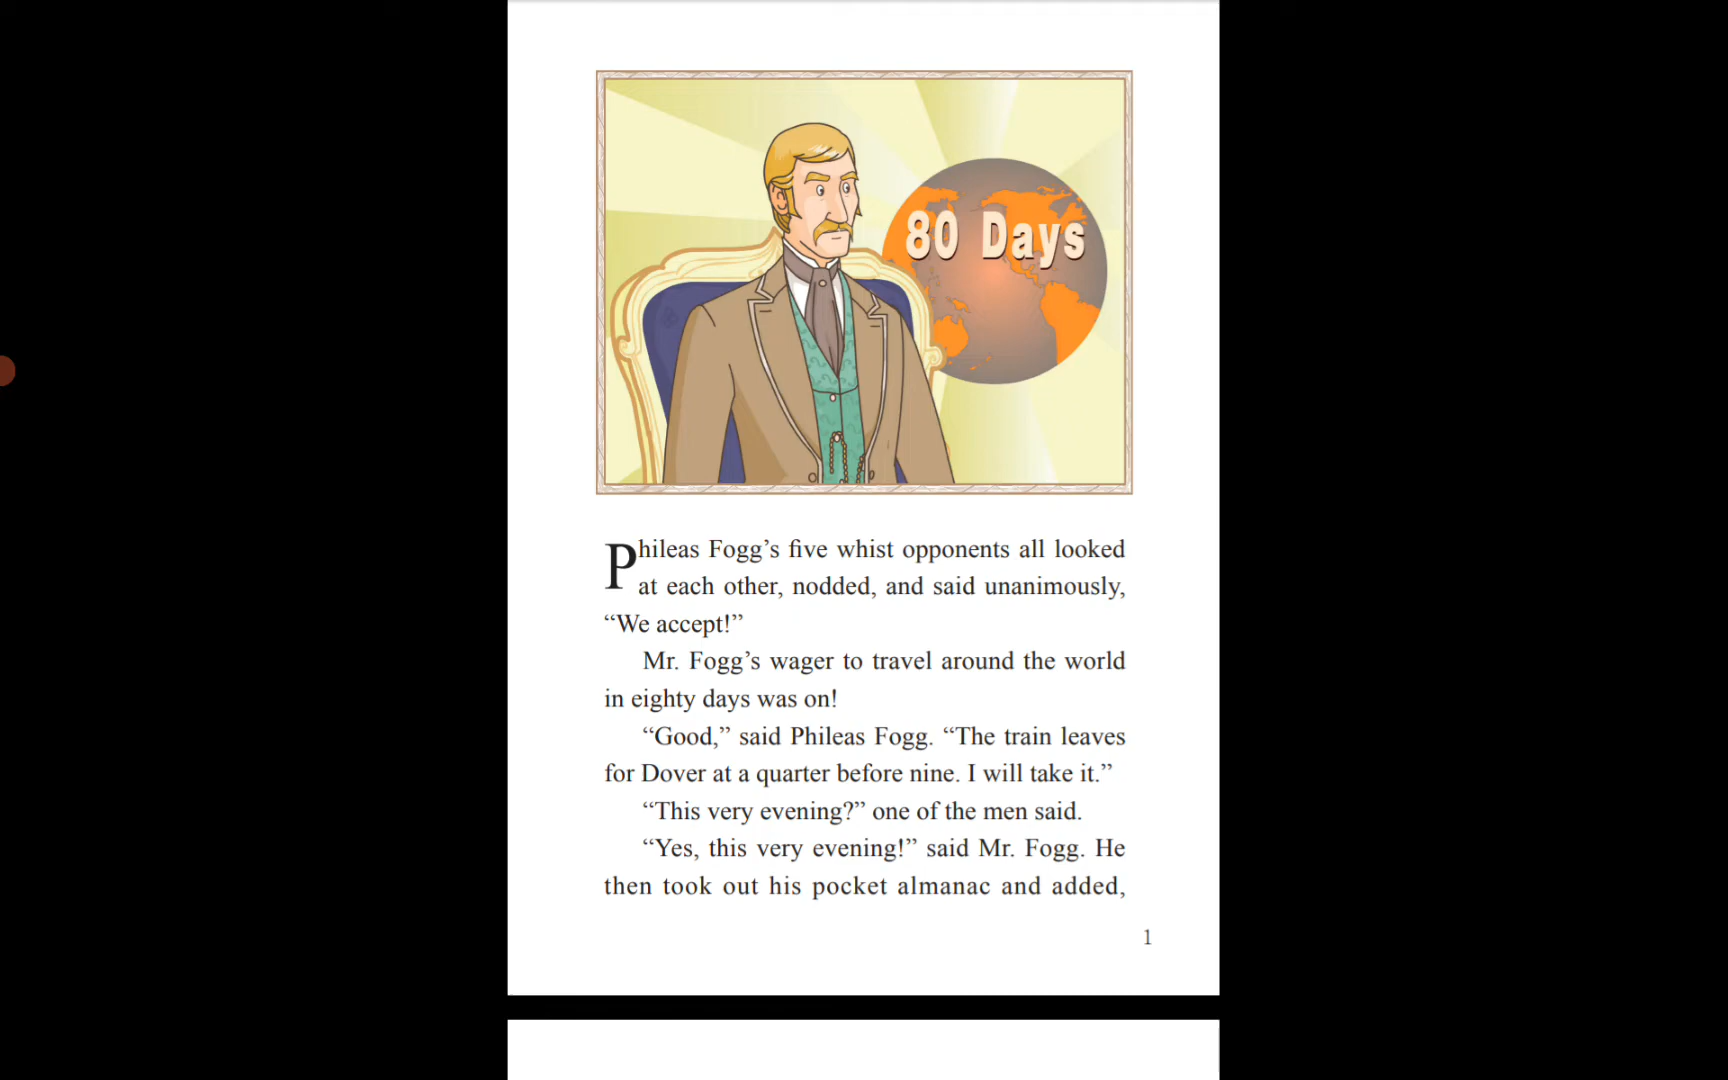 80 Days
Phileas Fogg’s five whist opponents all looked
at each other, nodded, and said unanimously,
“We accept!”
Mr. Fogg’s wager to travel around the world
in eighty days was on!
“Good,” said Phileas Fogg. “The train leaves
for Dover at a quarter before nine. I will take it.”
“This very evening?” one of the men said.
“Yes, this very evening!” said Mr. Fogg. He
then took out his pocket almanac and added,
1